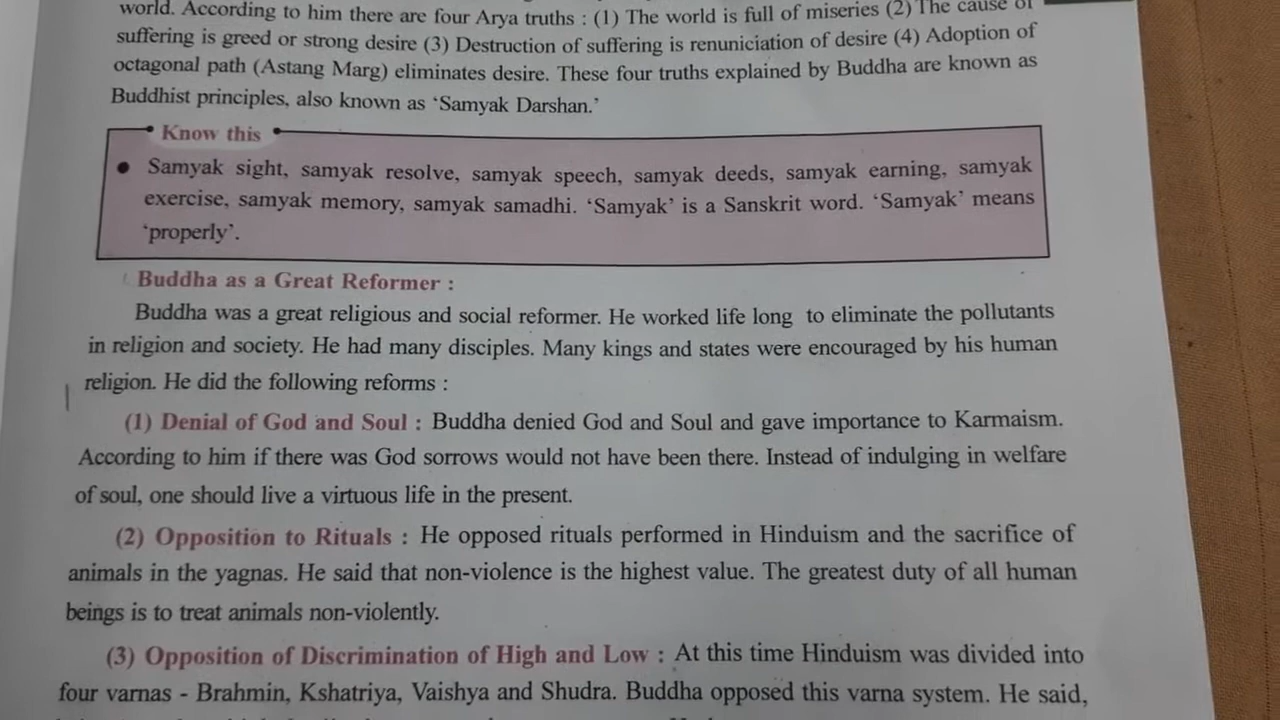 world. According to him there are four Arya truths : (1) The world is full of miseries (2) The cause of
suffering is greed or strong desire (3) Destruction of suffering is renuniciation of desire (4) Adoption of
octagonal path (Astang Marg) eliminates desire. These four truths explained by Buddha are known as
Buddhist principles, also known as ‘Samyak Darshan.’
Know this
• Samyak sight, samyak resolve, samyak speech, samyak deeds, samyak earning, samyak
exercise, samyak memory, samyak samadhi. ‘Samyak’ is a Sanskrit word. ‘Samyak’ means
‘properly’.
Buddha as a Great Reformer :
Buddha was a great religious and social reformer. He worked life long to eliminate the pollutants
in religion and society. He had many disciples. Many kings and states were encouraged by his human
religion. He did the following reforms :
(1) Denial of God and Soul : Buddha denied God and Soul and gave importance to Karmaism.
According to him if there was God sorrows would not have been there. Instead of indulging in welfare
of soul, one should live a virtuous life in the present.
(2) Opposition to Rituals : He opposed rituals performed in Hinduism and the sacrifice of
animals in the yagnas. He said that non-violence is the highest value. The greatest duty of all human
beings is to treat animals non-violently.
(3) Opposition of Discrimination of High and Low : At this time Hinduism was divided into
four varnas - Brahmin, Kshatriya, Vaishya and Shudra. Buddha opposed this varna system. He said,